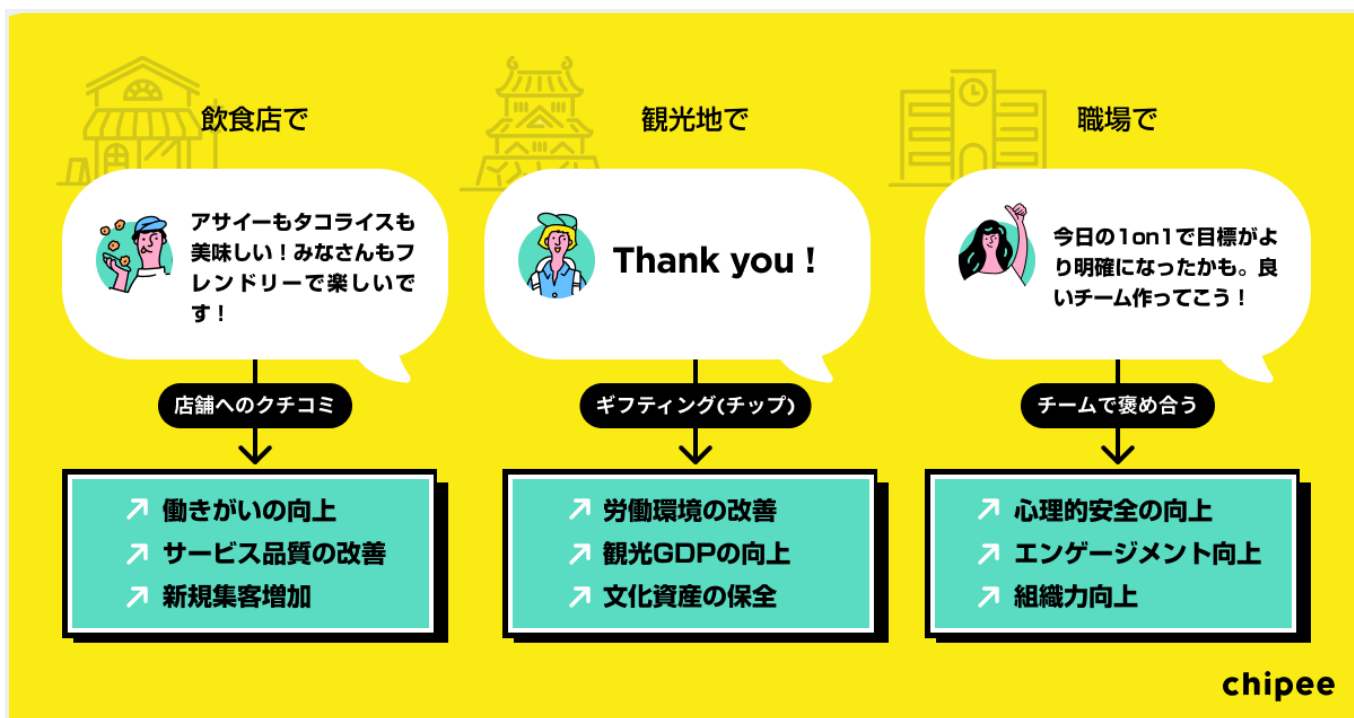 飲食店で
アサイーもタコライスも
美味しい！みなさんもフ
レンドリーで楽しいで
す！
店舗へのクチコミ
働きがいの向上
サービス品質の改善
新規集客増加
観光地で
Thank you !
ギフティング(チップ)
労働環境の改善
観光GDPの向上
文化資産の保全
職場で
今日の1on1で目標がよ
り明確になったかも。良
いチーム作ってこう！
チームで褒め合う
心理的安全の向上
エンゲージメント向上
組織力向上
chipee